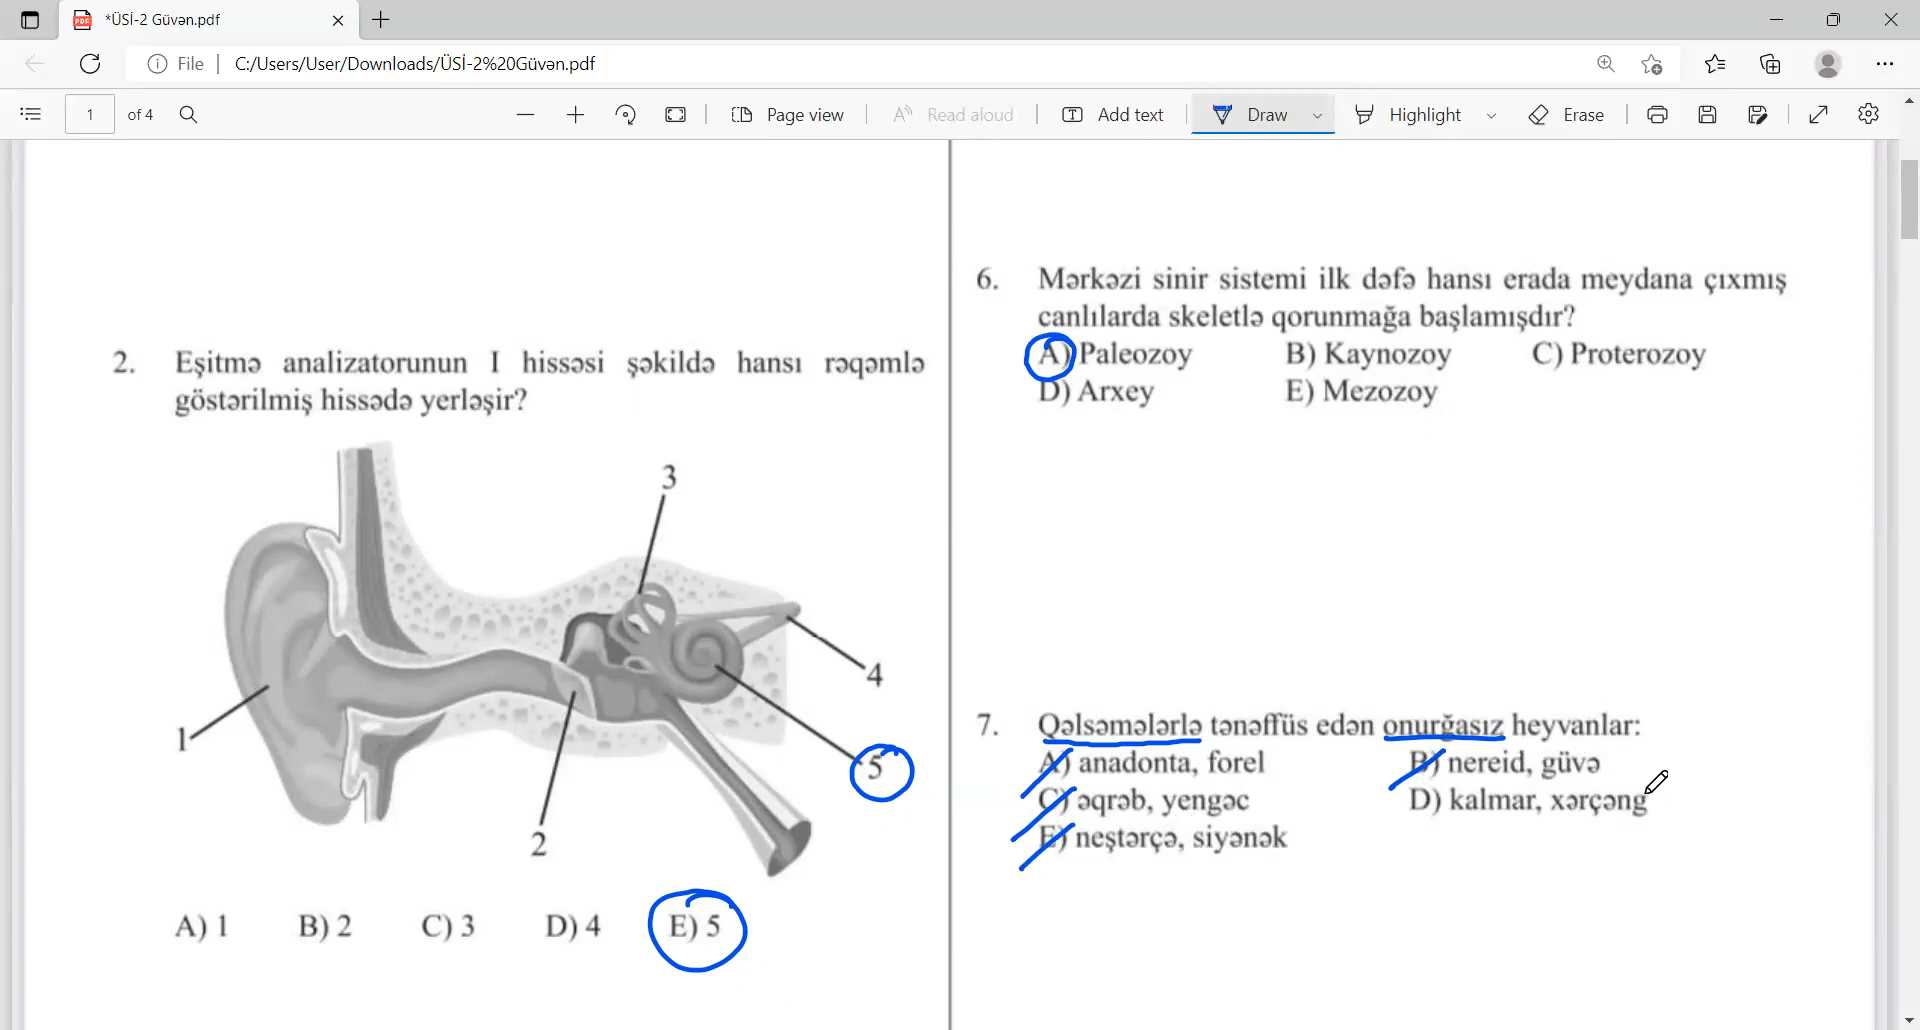 *ÜSİ-2 Güvən.pdf
File
C:/Users/User/Downloads/ÜSİ-2%20Güvən.pdf
1 of 4
Page view
Read aloud
Add text
Draw
Highlight
Erase
2. Eşitmə analizatorunun I hissəsi şəkildə hansı rəqəmlə
göstərilmiş hissədə yerləşir?
3
4
1
5
2
A) 1 B) 2 C) 3 D) 4 E) 5
6. Mərkəzi sinir sistemi ilk dəfə hansı erada meydana çıxmış
canlılarda skeletlə qorunmağa başlamışdır?
A) Paleozoy B) Kaynozoy C) Proterozoy
D) Arxey E) Mezozoy
7. Qəlsəmələrlə tənəffüs edən onurğasız heyvanlar:
A) anadonta, forel B) nereid, güvə
C) əqrəb, yengəc D) kalmar, xərçəng
E) neştərçə, siyənək